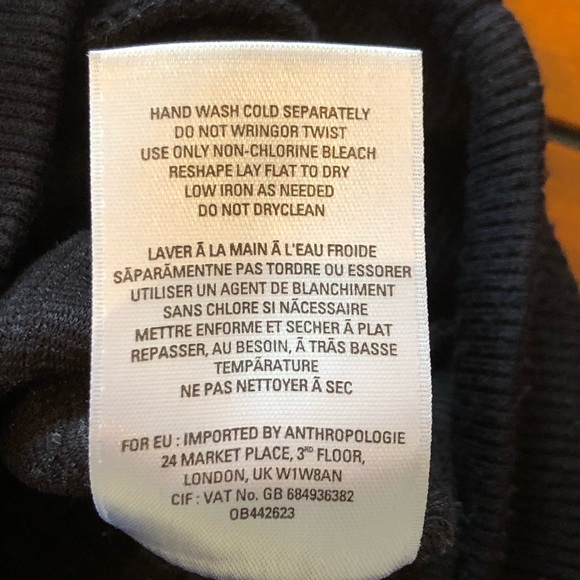 HAND WASH COLD SEPARATELY
DO NOT WRINGOR TWIST
USE ONLY NON-CHLORINE BLEACH
RESHAPE LAY FLAT TO DRY
LOW IRON AS NEEDED
DO NOT DRYCLEAN
LAVER Ã LA MAIN Ã L'EAU FROIDE
SÃPARÃMENTNE PAS TORDRE OU ESSORER
UTILISER UN AGENT DE BLANCHIMENT
SANS CHLORE SI NÃCESSAIRE
METTRE ENFORME ET SECHER Ã PLAT
REPASSER, AU BESOIN, Ã TRÃS BASSE
TEMPÃRATURE
NE PAS NETTOYER Ã SEC
FOR EU : IMPORTED BY ANTHROPOLOGIE
24 MARKET PLACE, 3RD FLOOR,
LONDON, UK W1W8AN
CIF : VAT No. GB 684936382
OB442623